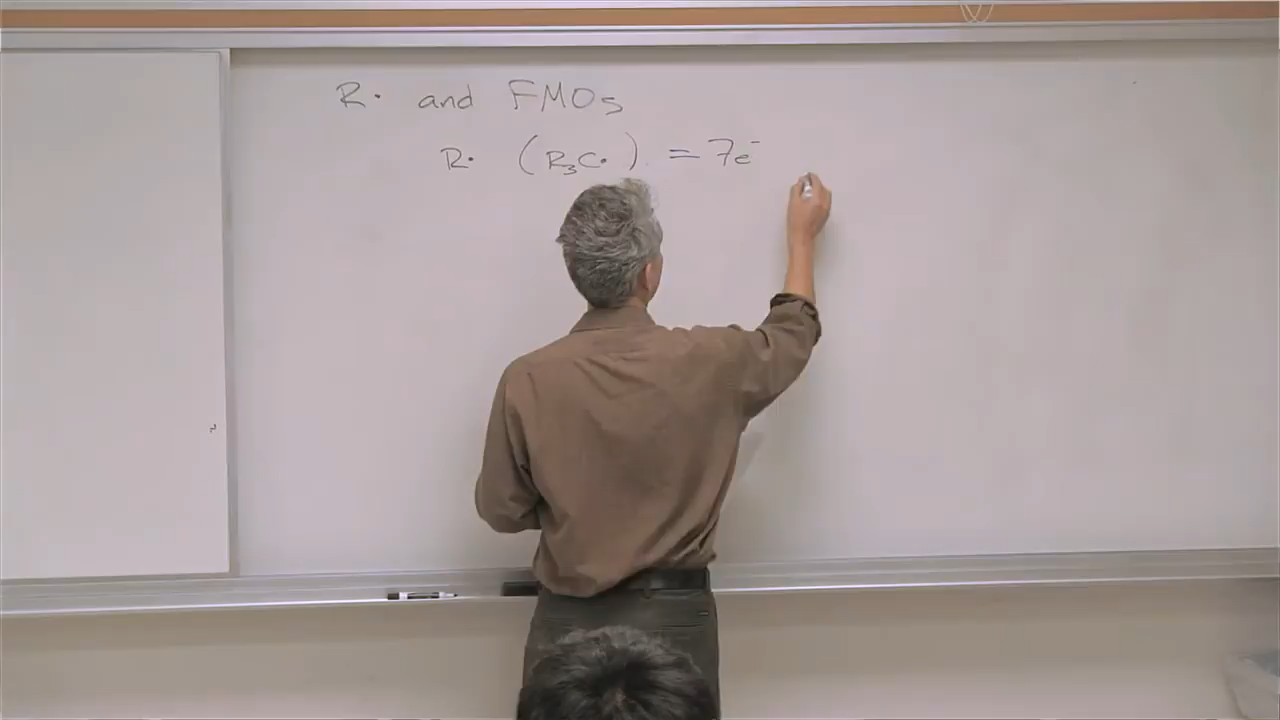 R· and FMOs
R· (R₃C·) = 7e⁻